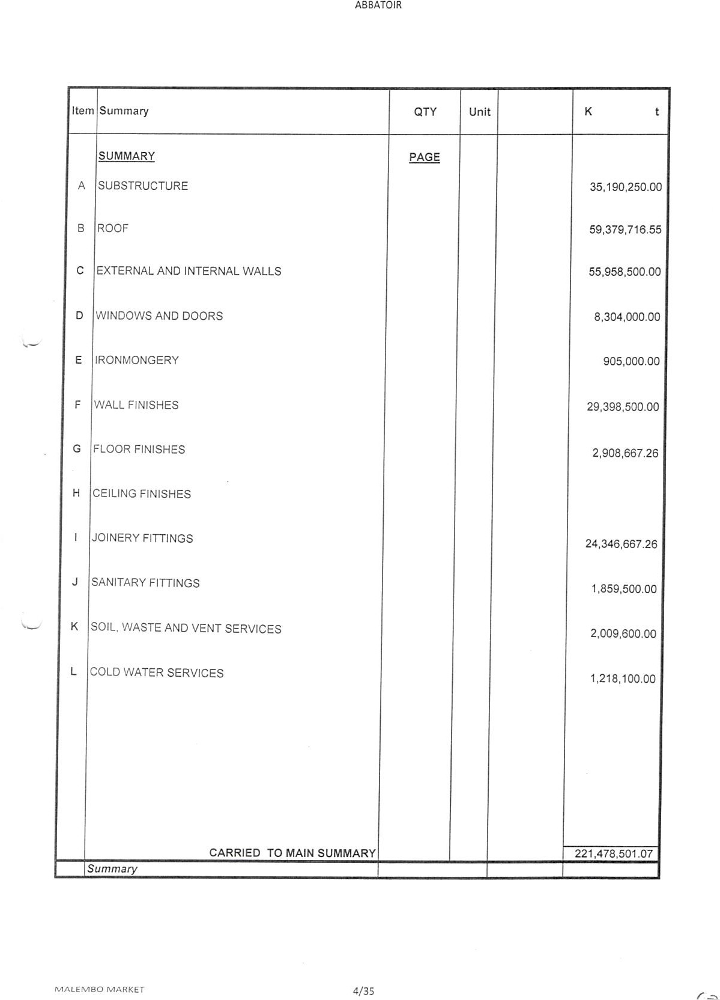 ABBATOIR
Item Summary QTY Unit K t
SUMMARY PAGE
A SUBSTRUCTURE 35,190,250.00
B ROOF 59,379,716.55
C EXTERNAL AND INTERNAL WALLS 55,958,500.00
D WINDOWS AND DOORS 8,304,000.00
E IRONMONGERY 905,000.00
F WALL FINISHES 29,398,500.00
G FLOOR FINISHES 2,908,667.26
H CEILING FINISHES
I JOINERY FITTINGS 24,346,667.26
J SANITARY FITTINGS 1,859,500.00
K SOIL, WASTE AND VENT SERVICES 2,009,600.00
L COLD WATER SERVICES 1,218,100.00
CARRIED TO MAIN SUMMARY 221,478,501.07
Summary
MALEMBO MARKET 4/35